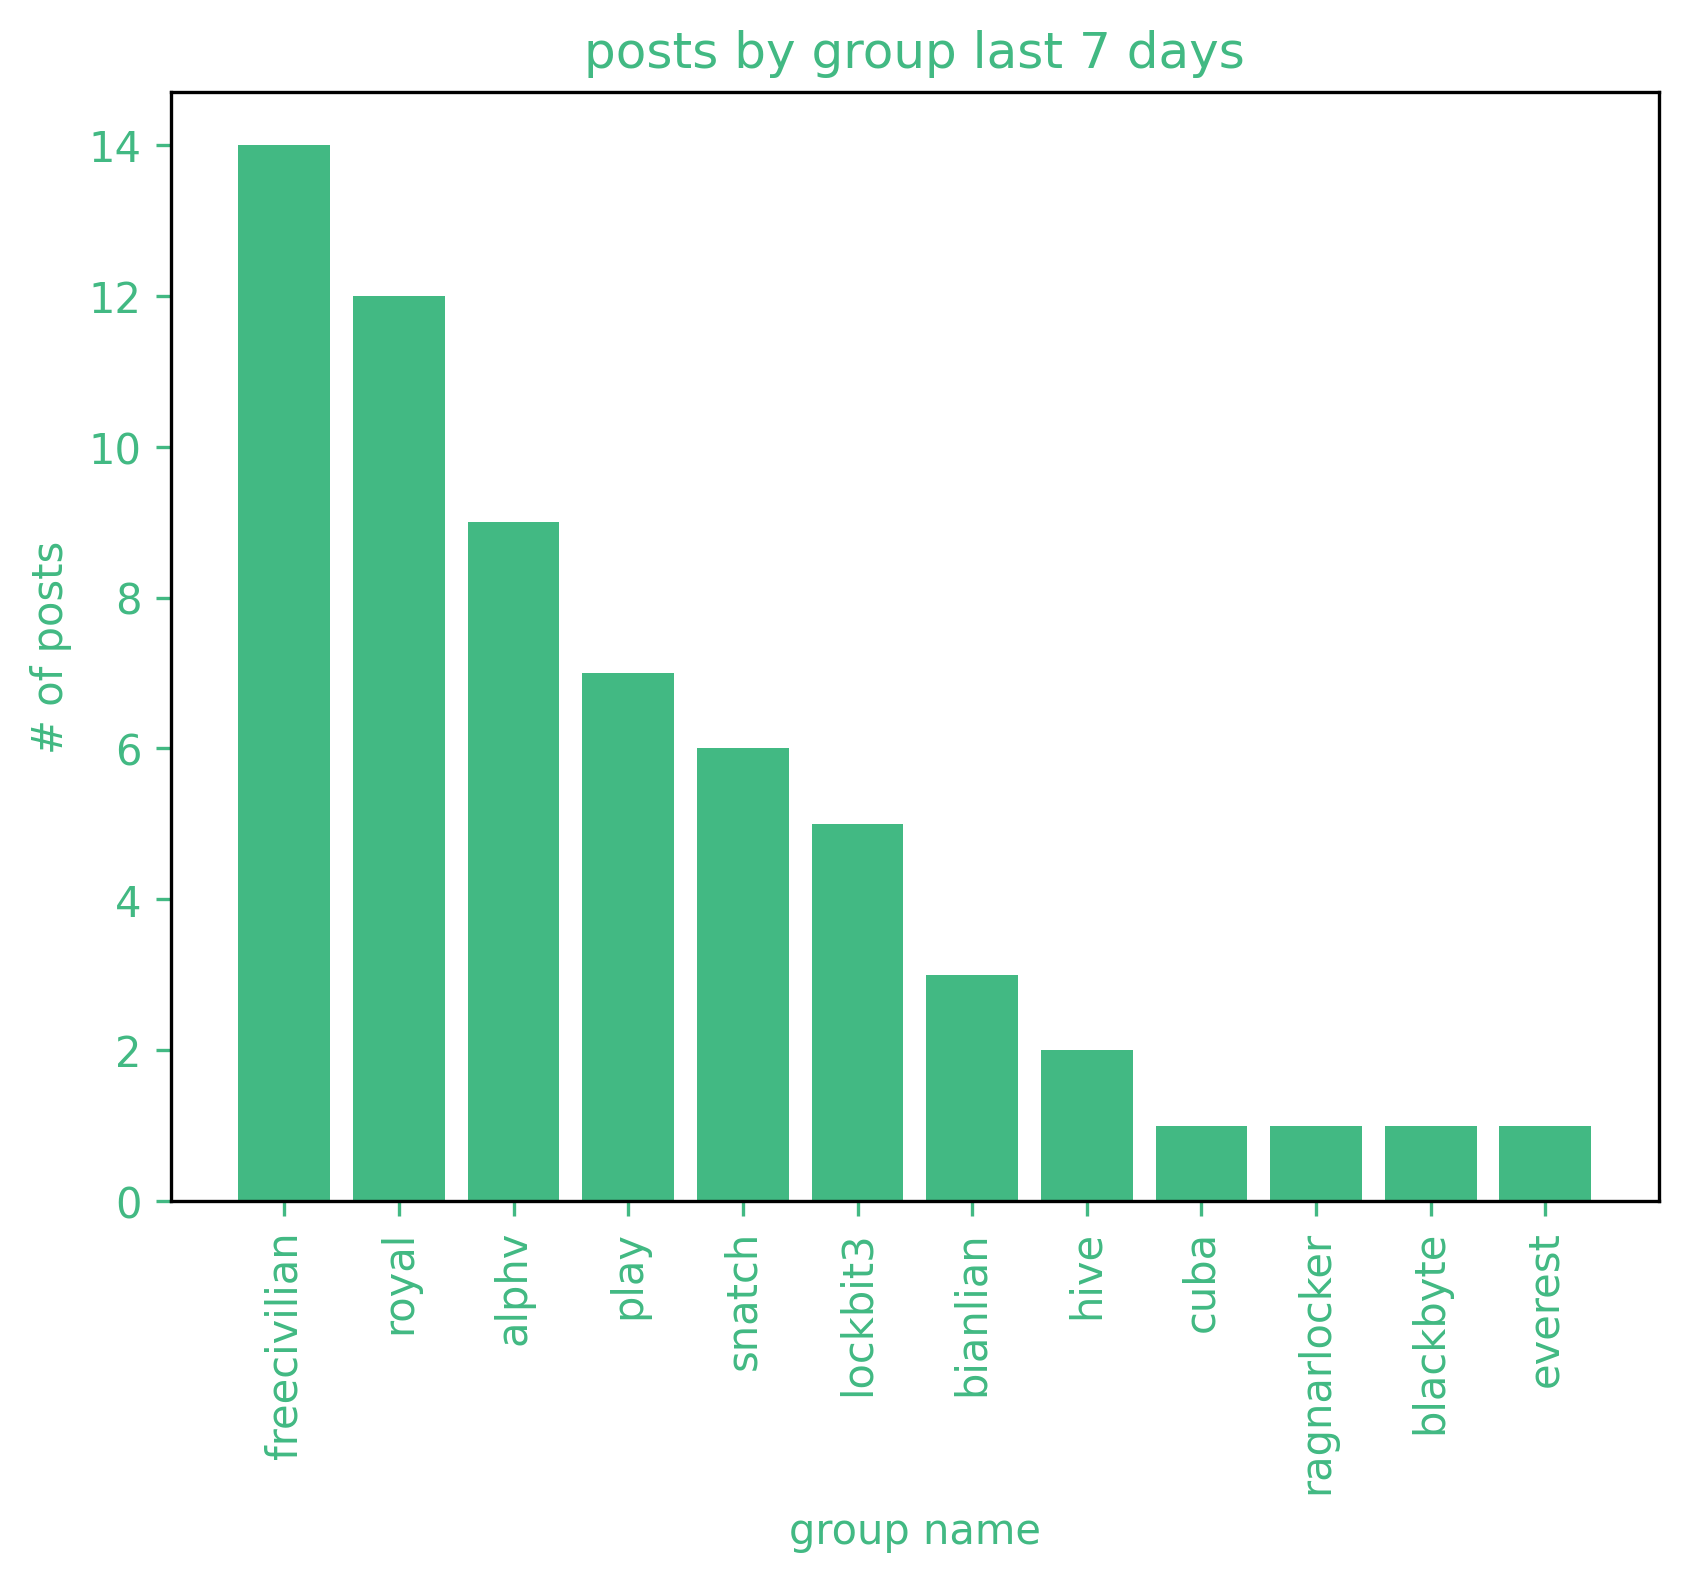 posts by group last 7 days
# of posts
14
12
10
8
6
4
2
0
freecivilian
royal
alphv
play
snatch
lockbit3
bianlian
hive
cuba
ragnarlocker
blackbyte
everest
group name